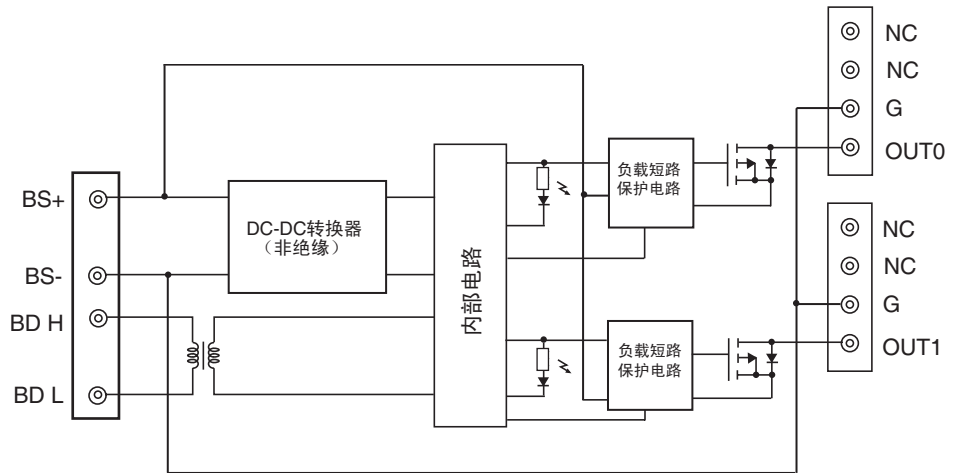 BS+
BS-
BD H
BD L
DC-DC转换器
（非绝缘）
内部电路
负载短路
保护电路
负载短路
保护电路
NC
NC
G
OUT0
NC
NC
G
OUT1